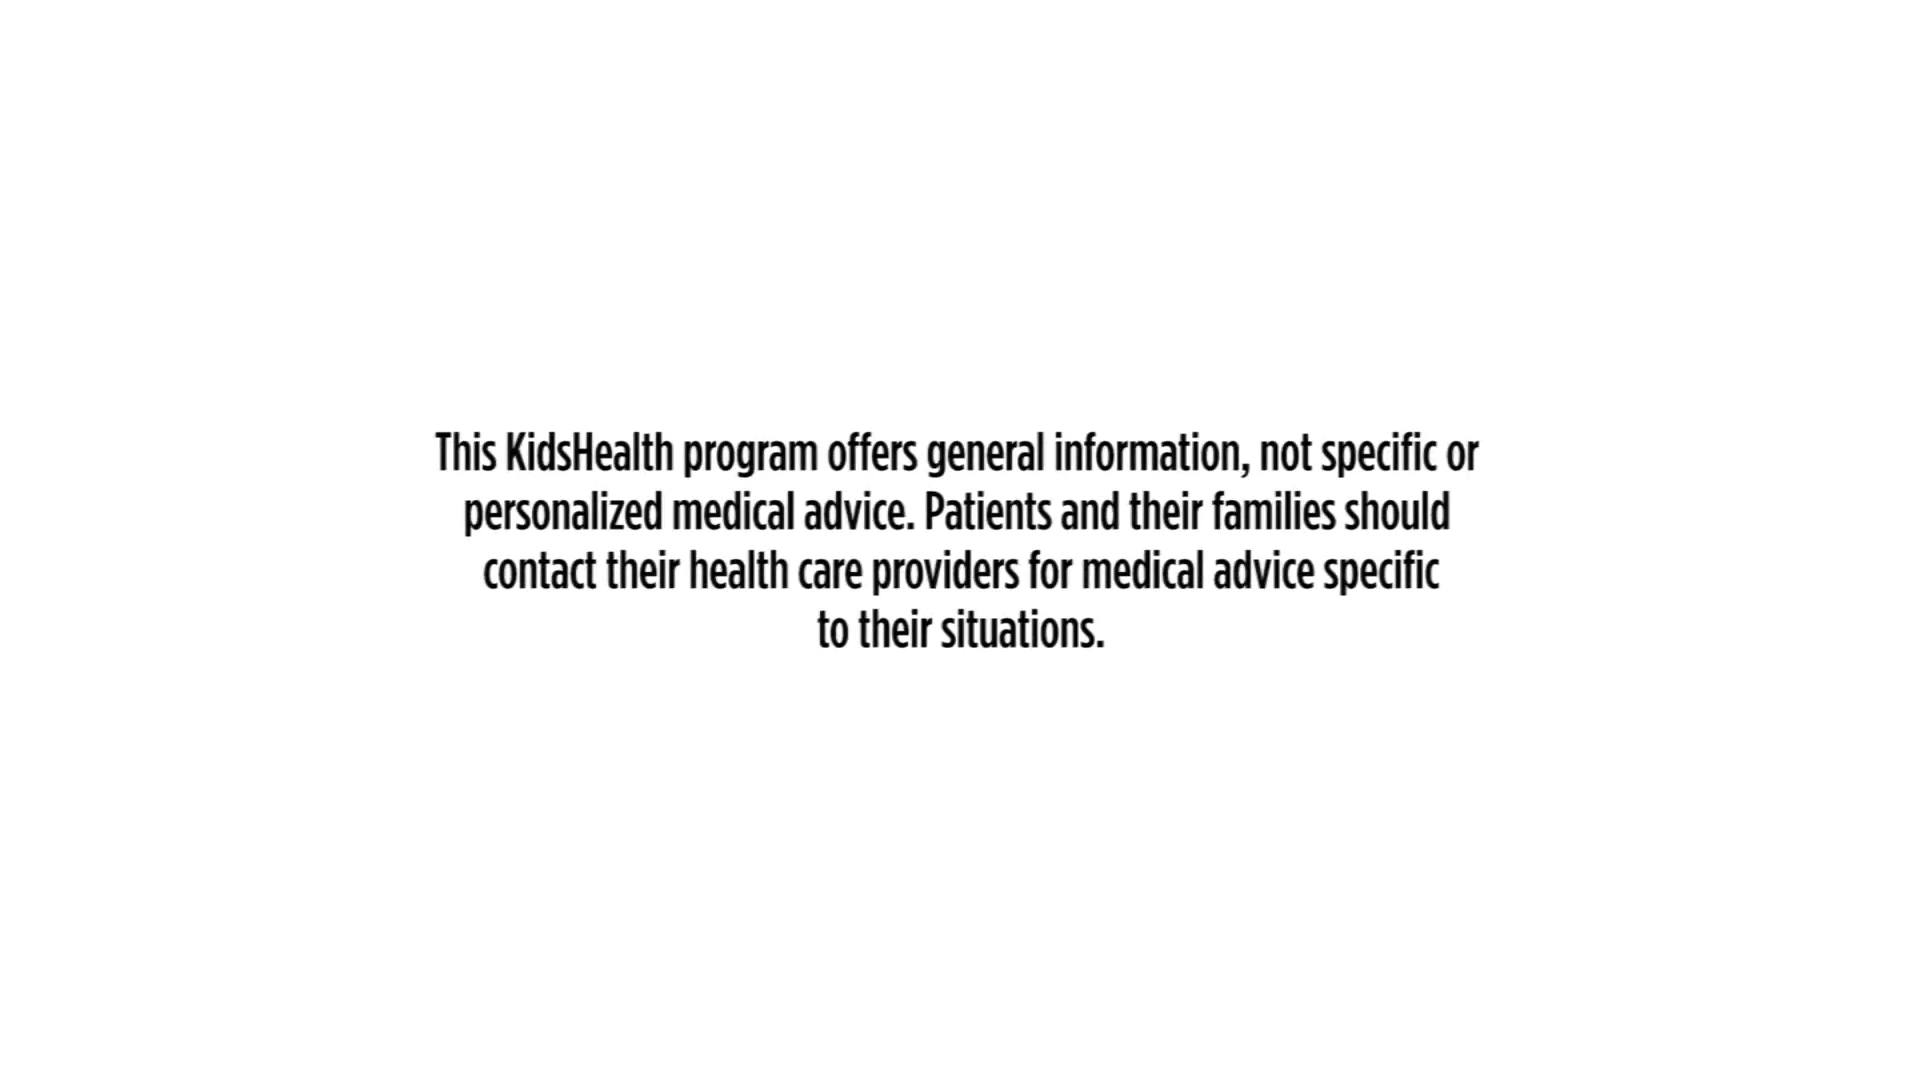 This KidsHealth program offers general information, not specific or
personalized medical advice. Patients and their families should
contact their health care providers for medical advice specific
to their situations.